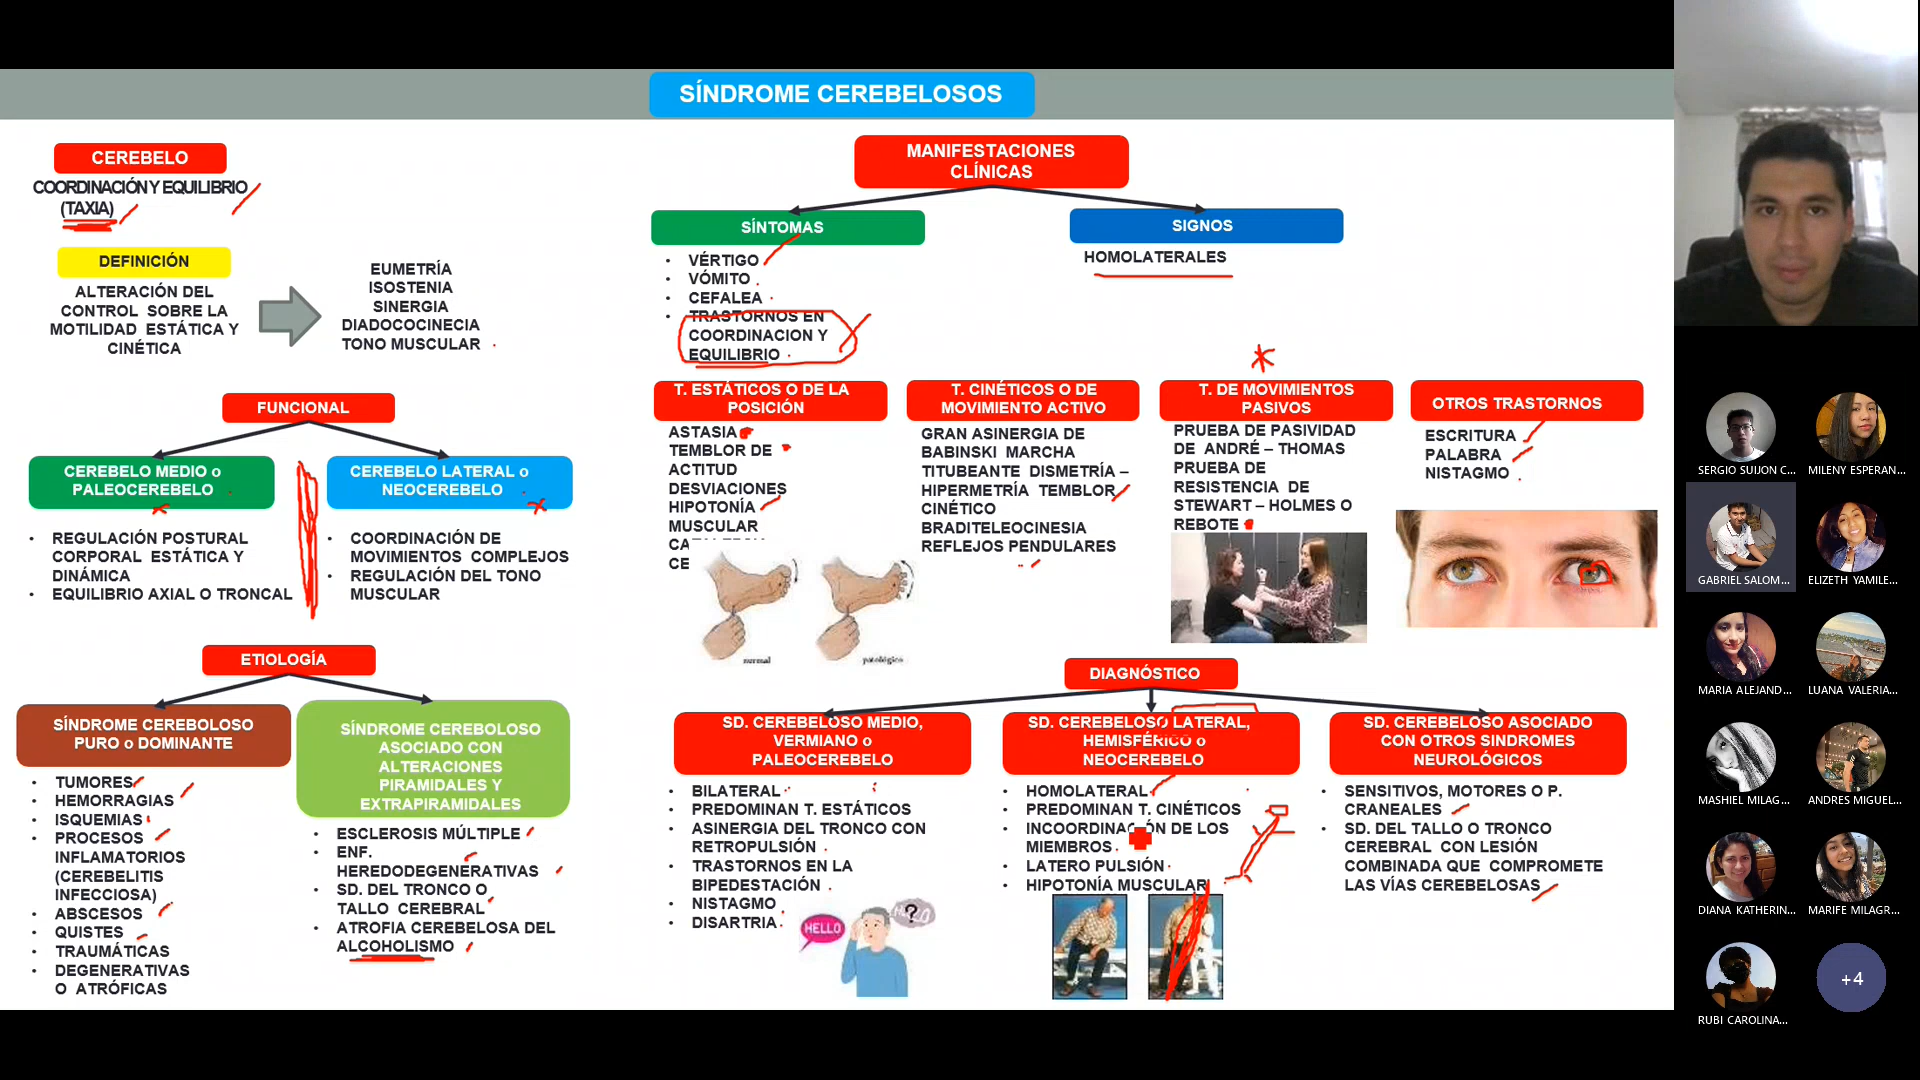 SÍNDROME CEREBELOSOS
CEREBELO
COORDINACIÓN Y EQUILIBRIO
(TAXIA)
DEFINICIÓN
ALTERACIÓN DEL
CONTROL SOBRE LA
MOTILIDAD ESTÁTICA Y
CINÉTICA
EUMETRÍA
ISOSTENIA
SINERGIA
DIADOCOCINECIA
TONO MUSCULAR
FUNCIONAL
CEREBELO MEDIO o
PALEOCEREBELO
• REGULACIÓN POSTURAL
CORPORAL ESTÁTICA Y
DINÁMICA
• EQUILIBRIO AXIAL O TRONCAL
CEREBELO LATERAL o
NEOCEREBELO
• COORDINACIÓN DE
MOVIMIENTOS COMPLEJOS
• REGULACIÓN DEL TONO
MUSCULAR
ETIOLOGÍA
SÍNDROME CEREBOLOSO
PURO o DOMINANTE
• TUMORES
• HEMORRAGIAS
• ISQUEMIAS
• PROCESOS
INFLAMATORIOS
(CEREBELITIS
INFECCIOSA)
• ABSCESOS
• QUISTES
• TRAUMÁTICAS
• DEGENERATIVAS
O ATRÓFICAS
SÍNDROME CEREBOLOSO
ASOCIADO CON
ALTERACIONES
PIRAMIDALES Y
EXTRAPIRAMIDALES
• ESCLEROSIS MÚLTIPLE
• ENF.
HEREDODEGENERATIVAS
• SD. DEL TRONCO O
TALLO CEREBRAL
• ATROFIA CEREBELOSA DEL
ALCOHOLISMO
MANIFESTACIONES
CLÍNICAS
SÍNTOMAS
• VÉRTIGO
• VÓMITO
• CEFALEA
• TRASTORNOS EN
COORDINACION Y
EQUILIBRIO
SIGNOS
HOMOLATERALES
T. ESTÁTICOS O DE LA
POSICIÓN
ASTASIA
TEMBLOR DE
ACTITUD
DESVIACIONES
HIPOTONÍA
MUSCULAR
CE
normal
patológico
T. CINÉTICOS O DE
MOVIMIENTO ACTIVO
GRAN ASINERGIA DE
BABINSKI MARCHA
TITUBEANTE DISMETRÍA –
HIPERMETRÍA TEMBLOR
CINÉTICO
BRADITELEOCINESIA
REFLEJOS PENDULARES
T. DE MOVIMIENTOS
PASIVOS
PRUEBA DE PASIVIDAD
DE ANDRÉ – THOMAS
PRUEBA DE
RESISTENCIA DE
STEWART – HOLMES O
REBOTE
OTROS TRASTORNOS
ESCRITURA
PALABRA
NISTAGMO
DIAGNÓSTICO
SD. CEREBELOSO MEDIO,
VERMIANO o
PALEOCEREBELO
• BILATERAL
• PREDOMINAN T. ESTÁTICOS
• ASINERGIA DEL TRONCO CON
RETROPULSIÓN
• TRASTORNOS EN LA
BIPEDESTACIÓN
• NISTAGMO
• DISARTRIA
HELLO
?
SD. CEREBELOSO LATERAL,
HEMISFÉRICO o
NEOCEREBELO
• HOMOLATERAL
• PREDOMINAN T. CINÉTICOS
• INCOORDINACIÓN DE LOS
MIEMBROS
• LATERO PULSIÓN
• HIPOTONÍA MUSCULAR
SD. CEREBELOSO ASOCIADO
CON OTROS SINDROMES
NEUROLÓGICOS
• SENSITIVOS, MOTORES O P.
CRANEALES
• SD. DEL TALLO O TRONCO
CEREBRAL CON LESIÓN
COMBINADA QUE COMPROMETE
LAS VÍAS CEREBELOSAS
SERGIO SUIJON C...
MILENY ESPERAN...
GABRIEL SALOM...
ELIZETH YAMILE...
MARIA ALEJAND...
LUANA VALERIA...
MASHIEL MILAG...
ANDRES MIGUEL...
DIANA KATHERIN...
MARIFE MILAGR...
RUBI CAROLINA...
+4